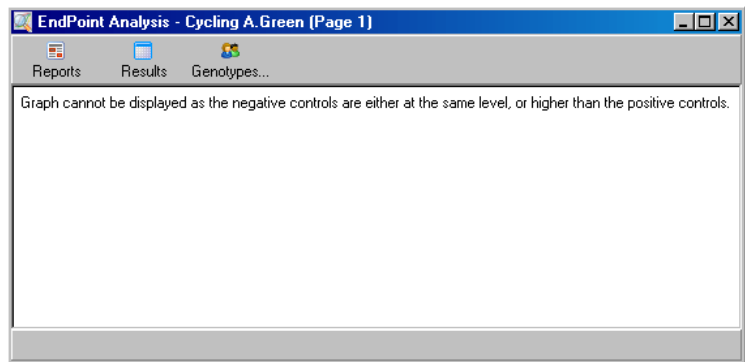 EndPoint Analysis - Cycling A.Green (Page 1)
Reports Results Genotypes...
Graph cannot be displayed as the negative controls are either at the same level, or higher than the positive controls.